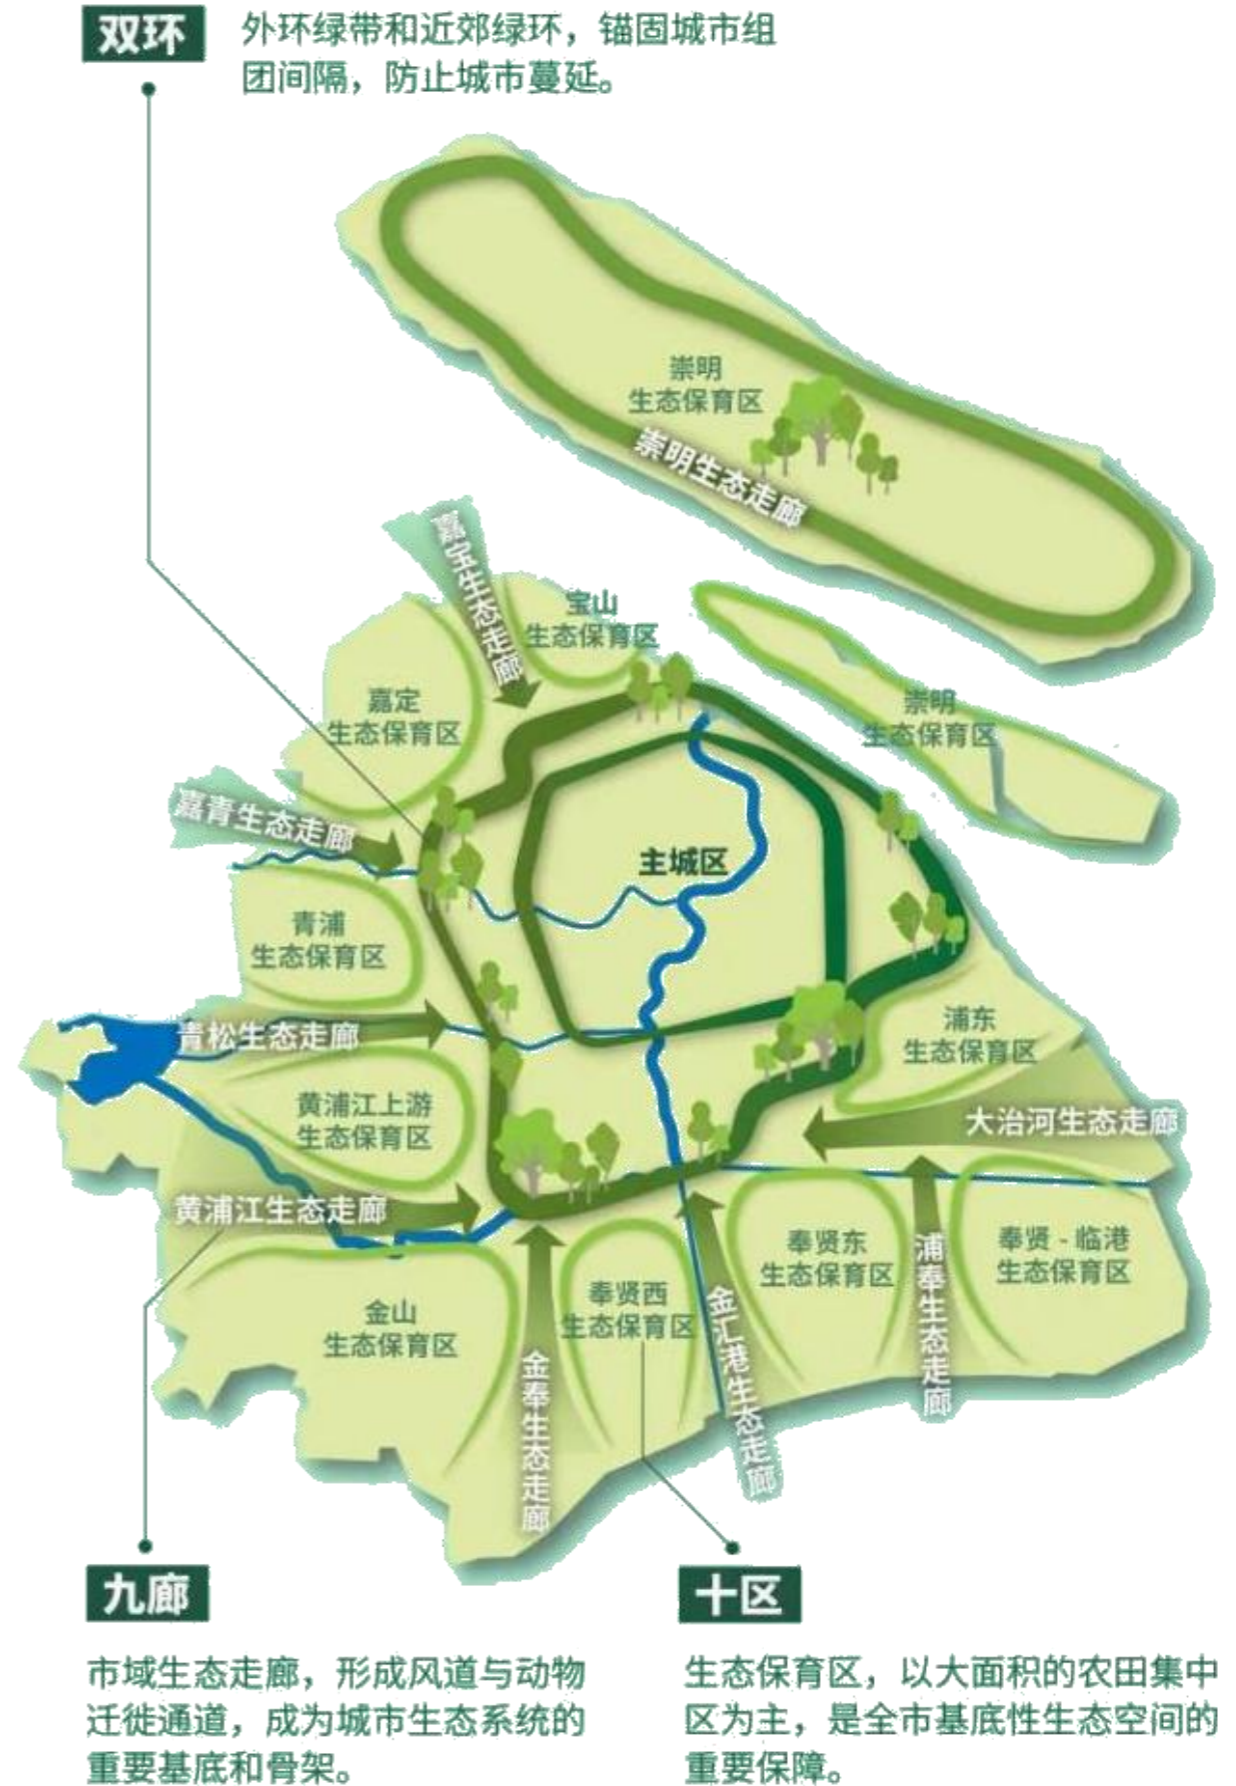 双环
外环绿带和近郊绿环，锚固城市组
团间隔，防止城市蔓延。
崇明
生态保育区
崇明生态走廊
嘉宝生态走廊
宝山
生态保育区
嘉定
生态保育区
崇明
生态保育区
嘉青生态走廊
主城区
青浦
生态保育区
浦东
生态保育区
青松生态走廊
黄浦江上游
生态保育区
大治河生态走廊
黄浦江生态走廊
奉贤东
生态保育区
浦奉生态走廊
奉贤-临港
生态保育区
金山
生态保育区
奉贤西
生态保育区
金汇港生态走廊
金奉生态走廊
九廊
市域生态走廊，形成风道与动物
迁徙通道，成为城市生态系统的
重要基底和骨架。
十区
生态保育区，以大面积的农田集中
区为主，是全市基底性生态空间的
重要保障。